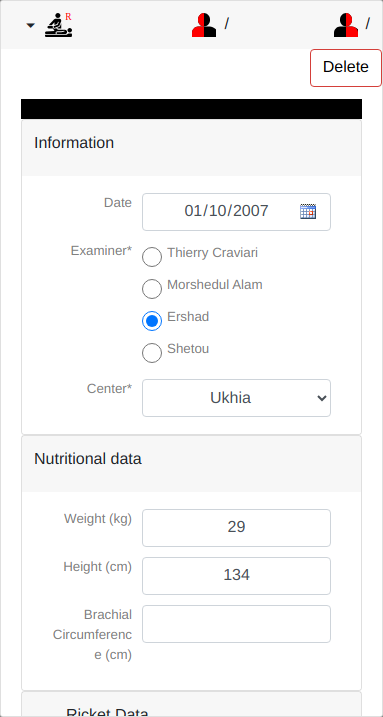 R / /
Delete
Information
Date 01/10/2007
Examiner* Thierry Craviari
Morshedul Alam
Ershad
Shetou
Center* Ukhia
Nutritional data
Weight (kg) 29
Height (cm) 134
Brachial
Circumferenc
e (cm)
Ricket Data